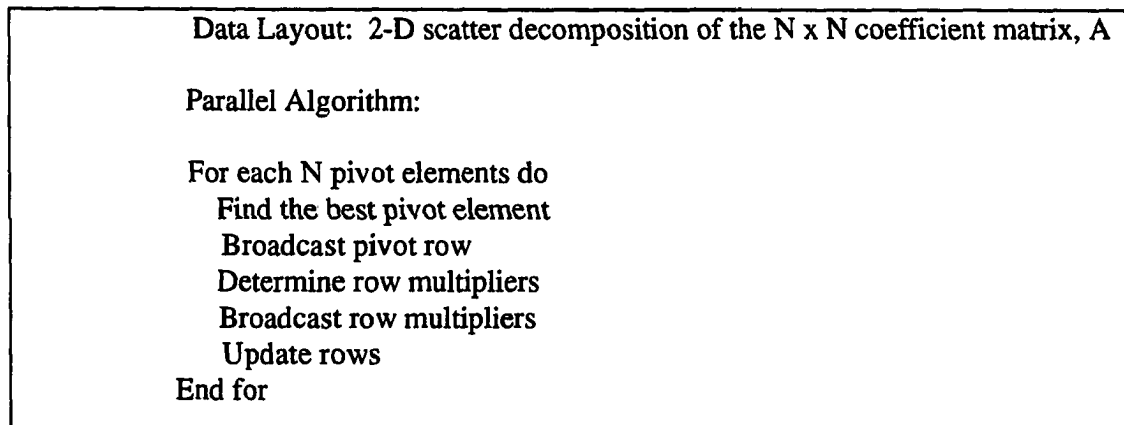 Data Layout: 2-D scatter decomposition of the N x N coefficient matrix, A
Parallel Algorithm:
For each N pivot elements do
Find the best pivot element
Broadcast pivot row
Determine row multipliers
Broadcast row multipliers
Update rows
End for